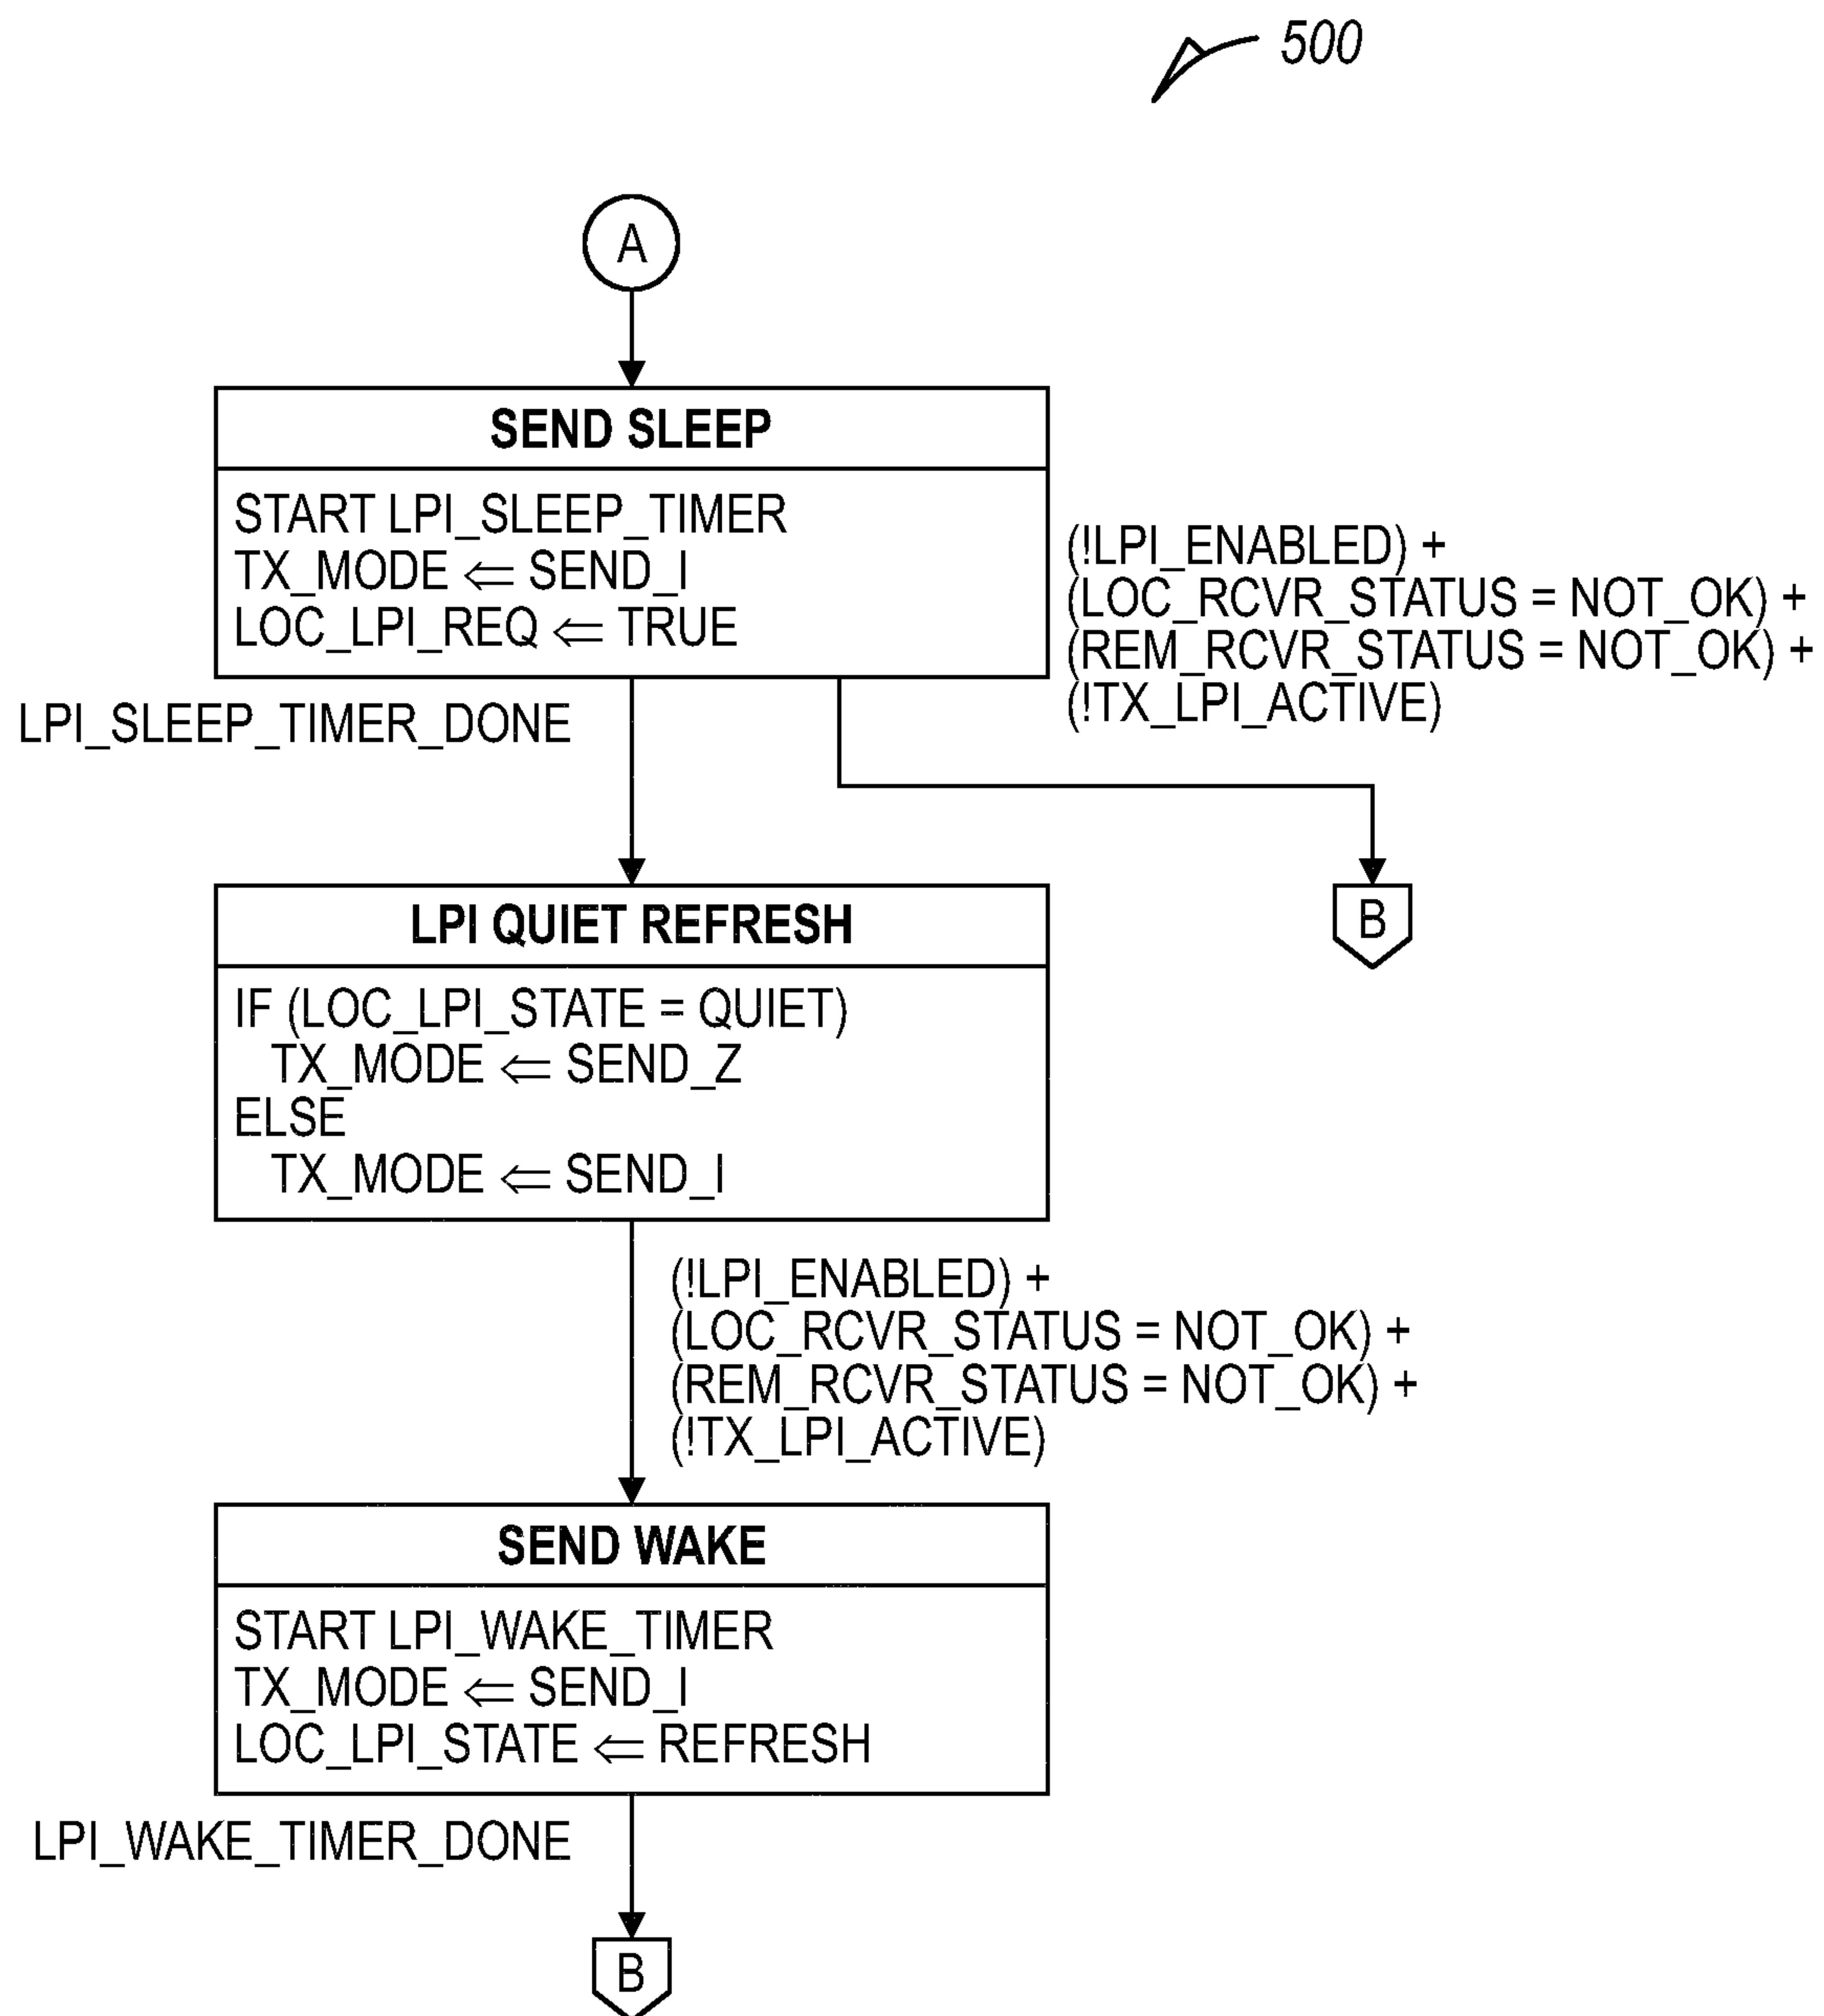 500
A
SEND SLEEP
START LPI_SLEEP_TIMER
TX_MODE ⇐ SEND_I
LOC_LPI_REQ ⇐ TRUE
(!LPI_ENABLED) +
(LOC_RCVR_STATUS = NOT_OK) +
(REM_RCVR_STATUS = NOT_OK) +
(!TX_LPI_ACTIVE)
LPI_SLEEP_TIMER_DONE
B
LPI QUIET REFRESH
IF (LOC_LPI_STATE = QUIET)
TX_MODE ⇐ SEND_Z
ELSE
TX_MODE ⇐ SEND_I
(!LPI_ENABLED) +
(LOC_RCVR_STATUS = NOT_OK) +
(REM_RCVR_STATUS = NOT_OK) +
(!TX_LPI_ACTIVE)
SEND WAKE
START LPI_WAKE_TIMER
TX_MODE ⇐ SEND_I
LOC_LPI_STATE ⇐ REFRESH
LPI_WAKE_TIMER_DONE
B